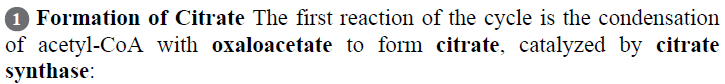 1 Formation of Citrate The first reaction of the cycle is the condensation
of acetyl-CoA with oxaloacetate to form citrate, catalyzed by citrate
synthase: